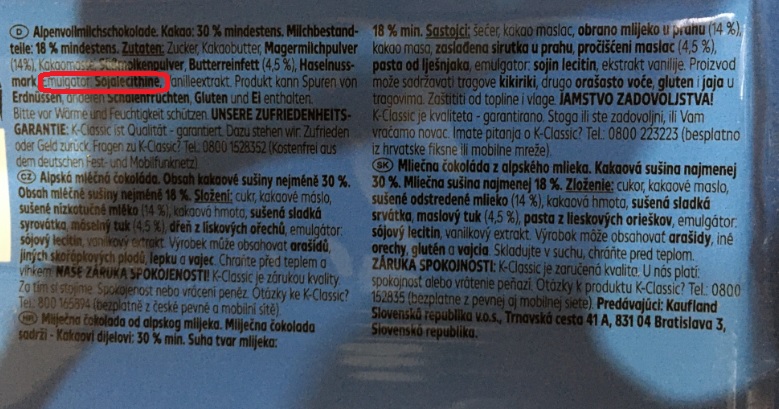 D Alpenvollmilchschokolade. Kakao: 30 % mindestens. Milchbestand-
teile: 18 % mindestens. Zutaten: Zucker, Kakaobutter, Magermilchpulver
(14%), Kakaomasse, Süßmolkenpulver, Butterreinfett (4,5 %), Haselnuss-
mark, Emulgator: Sojalecithine, Vanilleextrakt. Produkt kann Spuren von
Erdnüssen, anderen Schalenfrüchten, Gluten und Ei enthalten.
Bitte vor Wärme und Feuchtigkeit schützen. UNSERE ZUFRIEDENHEITS-
GARANTIE: K-Classic ist Qualität - garantiert. Dazu stehen wir: Zufrieden
oder Geld zurück. Fragen zu K-Classic? Tel. 0800 1528352 (Kostenfrei aus
dem deutschen Fest- und Mobilfunknetz)
CZ Alpská mléčná čokoláda. Obsah kakaové sušiny nejméně 30 %.
Obsah mléčné sušiny nejméně 18 %. Složení: cukr, kakaové máslo,
sušené nízkotučné mléko (14 %), kakaová hmota, sušená sladká
syrovátka, máselný tuk (4,5 %), dřeň z lískových ořechů, emulgátor:
sójový lecitin, vanilkový extrakt. Výrobek může obsahovat arašídy,
jiných skořápkových plodů, lepku a vajec. Chraňte před teplem a
vlhkem. NAŠE ZÁRUKA SPOKOJENOSTI! K-Classic je zárukou kvality.
Za tím si stojíme. Spokojenost nebo vrácení peněz. Otázky ke K-Classic?
Tel.: 800 165894 (bezplatně z české pevné a mobilní sítě).
HR Mliječna čokolada od alpskog mlijeka. Mliječna čokolada
sadrži - Kakaovi dijelovi: 30 % min. Suha tvar mlijeka:
18 % min. Sastojci: šećer, kakao maslac, obrano mlijeko u prahu (14 %),
kakao masa, zaslađena sirutka u prahu, pročišćeni maslac (4,5 %),
pasta od lješnjaka, emulgator: sojin lecitin, ekstrakt vanilije. Proizvod
može sadržavati tragove kikiriki, drugo orašasto voće, gluten i jaja u
tragovima. Zaštititi od topline i vlage. JAMSTVO ZADOVOLJSTVA!
K-Classic je kvaliteta - garantirano. Stoga ili ste zadovoljni, ili Vam
vraćamo novac. Imate pitanja o K-Classic? Tel.: 0800 223223 (besplatno
iz hrvatske fiksne ili mobilne mreže).
SK Mliečna čokoláda z alpského mlieka. Kakaová sušina najmenej
30 %. Mliečna sušina najmenej 18 %. Zloženie: cukor, kakaové maslo,
sušené odstredené mlieko (14 %), kakaová hmota, sušená sladká
srvátka, maslový tuk (4,5 %), pasta z lieskových orieškov, emulgátor:
sójový lecitín, vanilkový extrakt. Výrobok môže obsahovať arašidy, iné
orechy, glutén a vajcia. Skladujte v suchu, chráňte pred teplom.
ZÁRUKA SPOKOJNOSTI: K-Classic je zaručená kvalita. U nás platí:
spokojnosť alebo vrátenie peňazí. Otázky k produktu K-Classic? Tel.: 0800
152835 (bezplatne z pevnej aj mobilnej siete). Predávajúci: Kaufland
Slovenská republika v.o.s., Trnavská cesta 41 A, 831 04 Bratislava 3,
Slovenská republika.